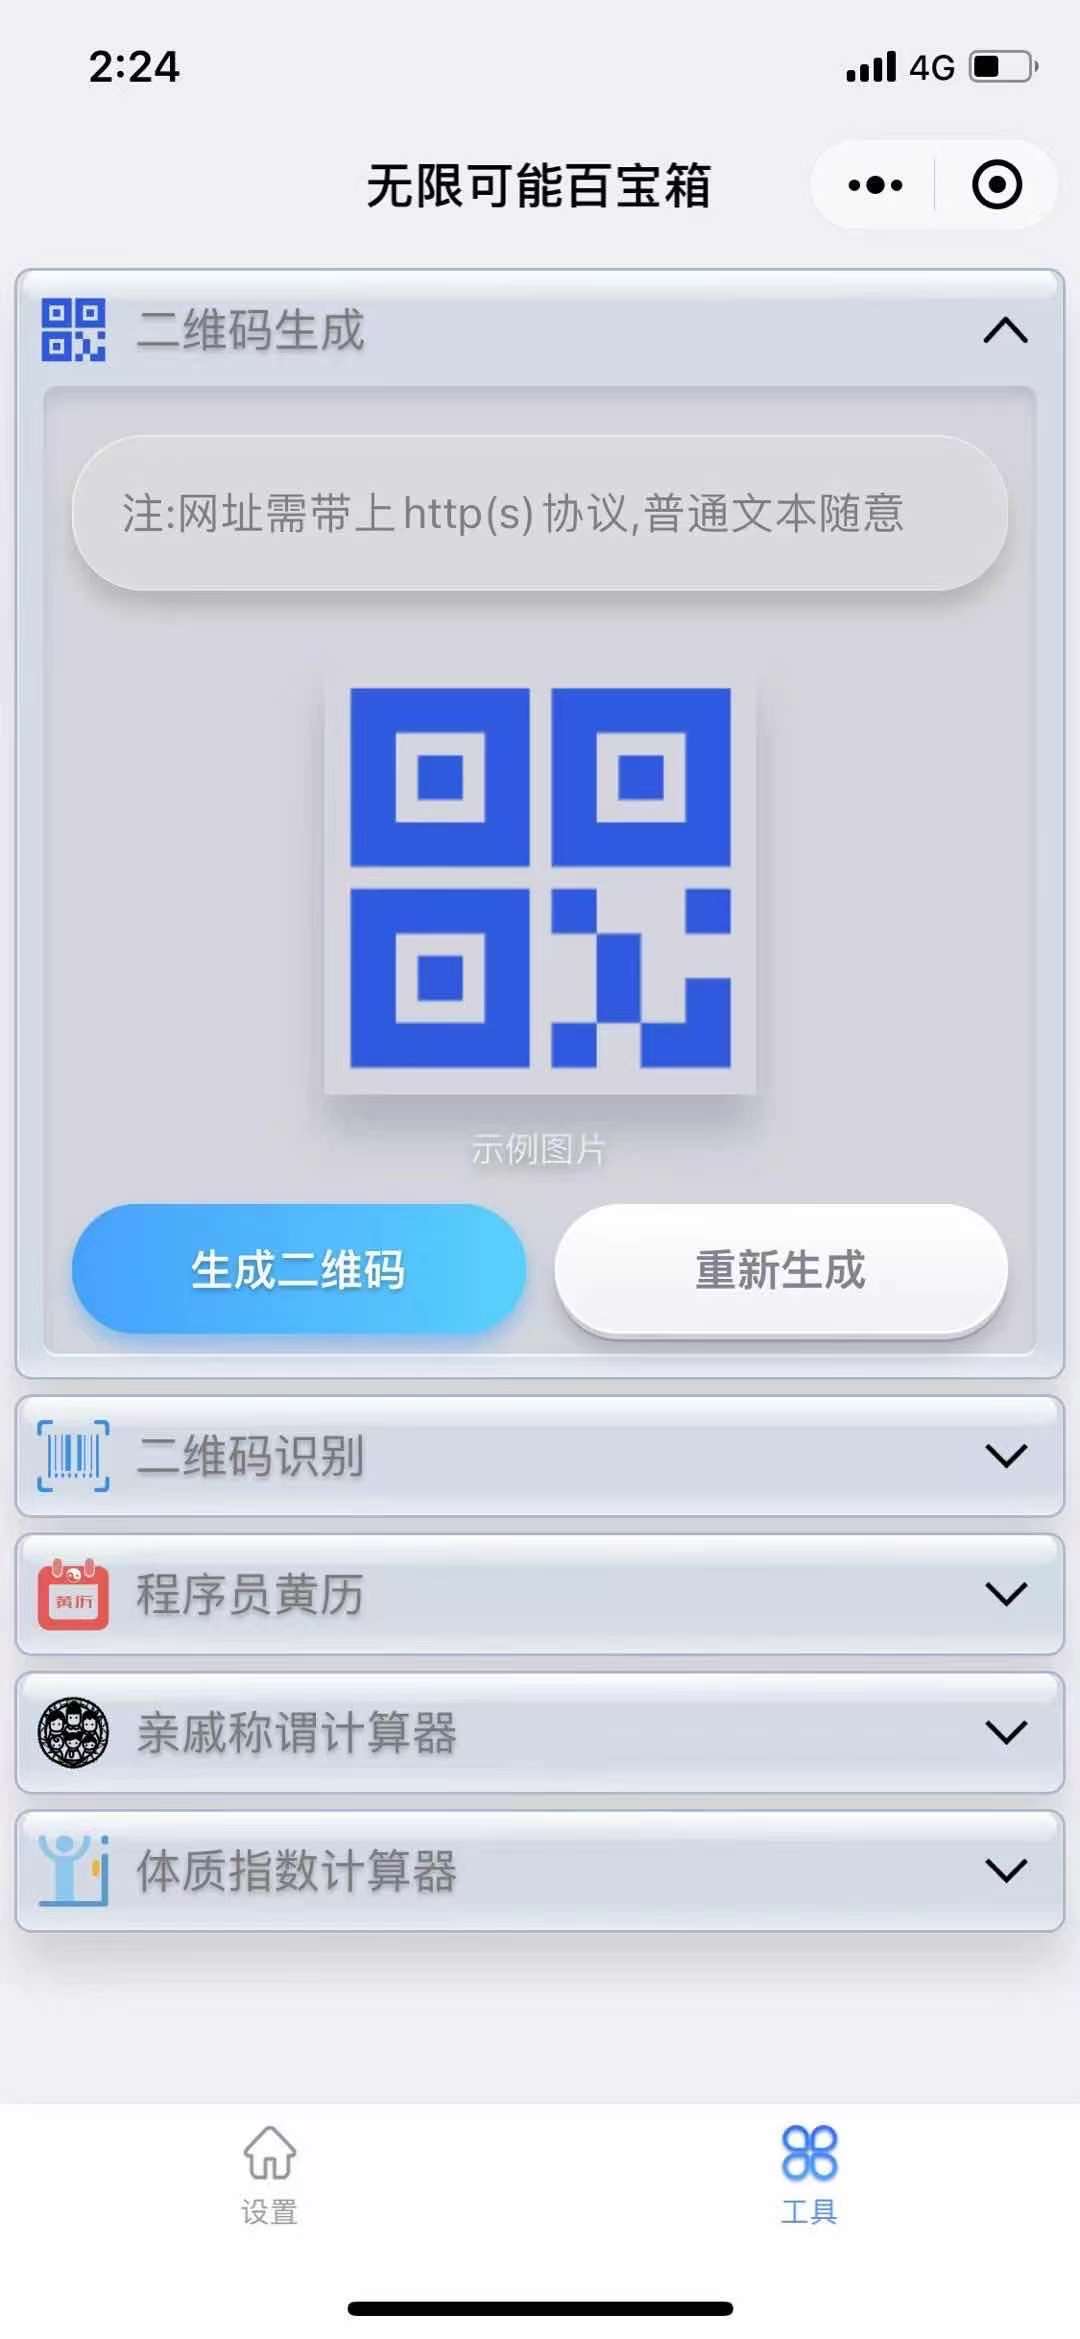 2:24
4G
无限可能百宝箱
二维码生成
注:网址需带上http(s)协议,普通文本随意
示例图片
生成二维码
重新生成
二维码识别
黄历
程序员黄历
亲戚称谓计算器
体质指数计算器
设置
工具